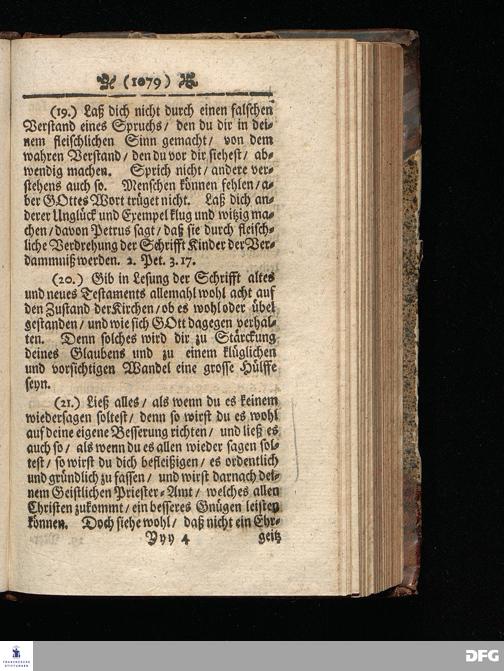 (1079)
(19.) Laß dich nicht durch einen falschen
Verstand eines Spruchs/ den du dir in dei-
nem fleischlichen Sinn gemacht/ von dem
wahren Verstand/ den du vor dir siehest/ ab-
wendig machen. Sprich nicht/ andere ver-
stehens auch so. Menschen können fehlen/ a-
ber GOttes Wort trüget nicht. Laß dich an-
derer Unglück und Exempel klug und witzig ma-
chen/ davon Petrus sagt/ daß sie durch fleisch-
liche Verdrehung der Schrifft Kinder der Ver-
dammniß werden. 2. Pet. 3. 17.
(20.) Gib in Lesung der Schrifft altes
und neues Testaments allemahl wohl acht auf
den Zustand der Kirchen/ ob es wohl oder übel
gestanden/ und wie sich GOtt dagegen verhal-
ten. Denn solches wird dir zu Stärckung
deines Glaubens und zu einem klüglichen
und vorsichtigen Wandel eine grosse Hülffe
seyn.
(21.) Ließ alles/ als wenn du es keinem
wiedersagen soltest/ denn so wirst du es wohl
auf deine eigene Besserung richten/ und ließ es
auch so/ als wenn du es allen wieder sagen sol-
test/ so wirst du dich befleißigen/ es ordentlich
und gründlich zu fassen/ und wirst darnach dei-
nem Geistlichen Priester-Amt/ welches allen
Christen zukommt/ ein besseres Gnügen leisten
können. Doch siehe wohl/ daß nicht ein Ehr-
Yyy 4 geitz
FRANCKESCHE
STIFTUNGEN
DFG